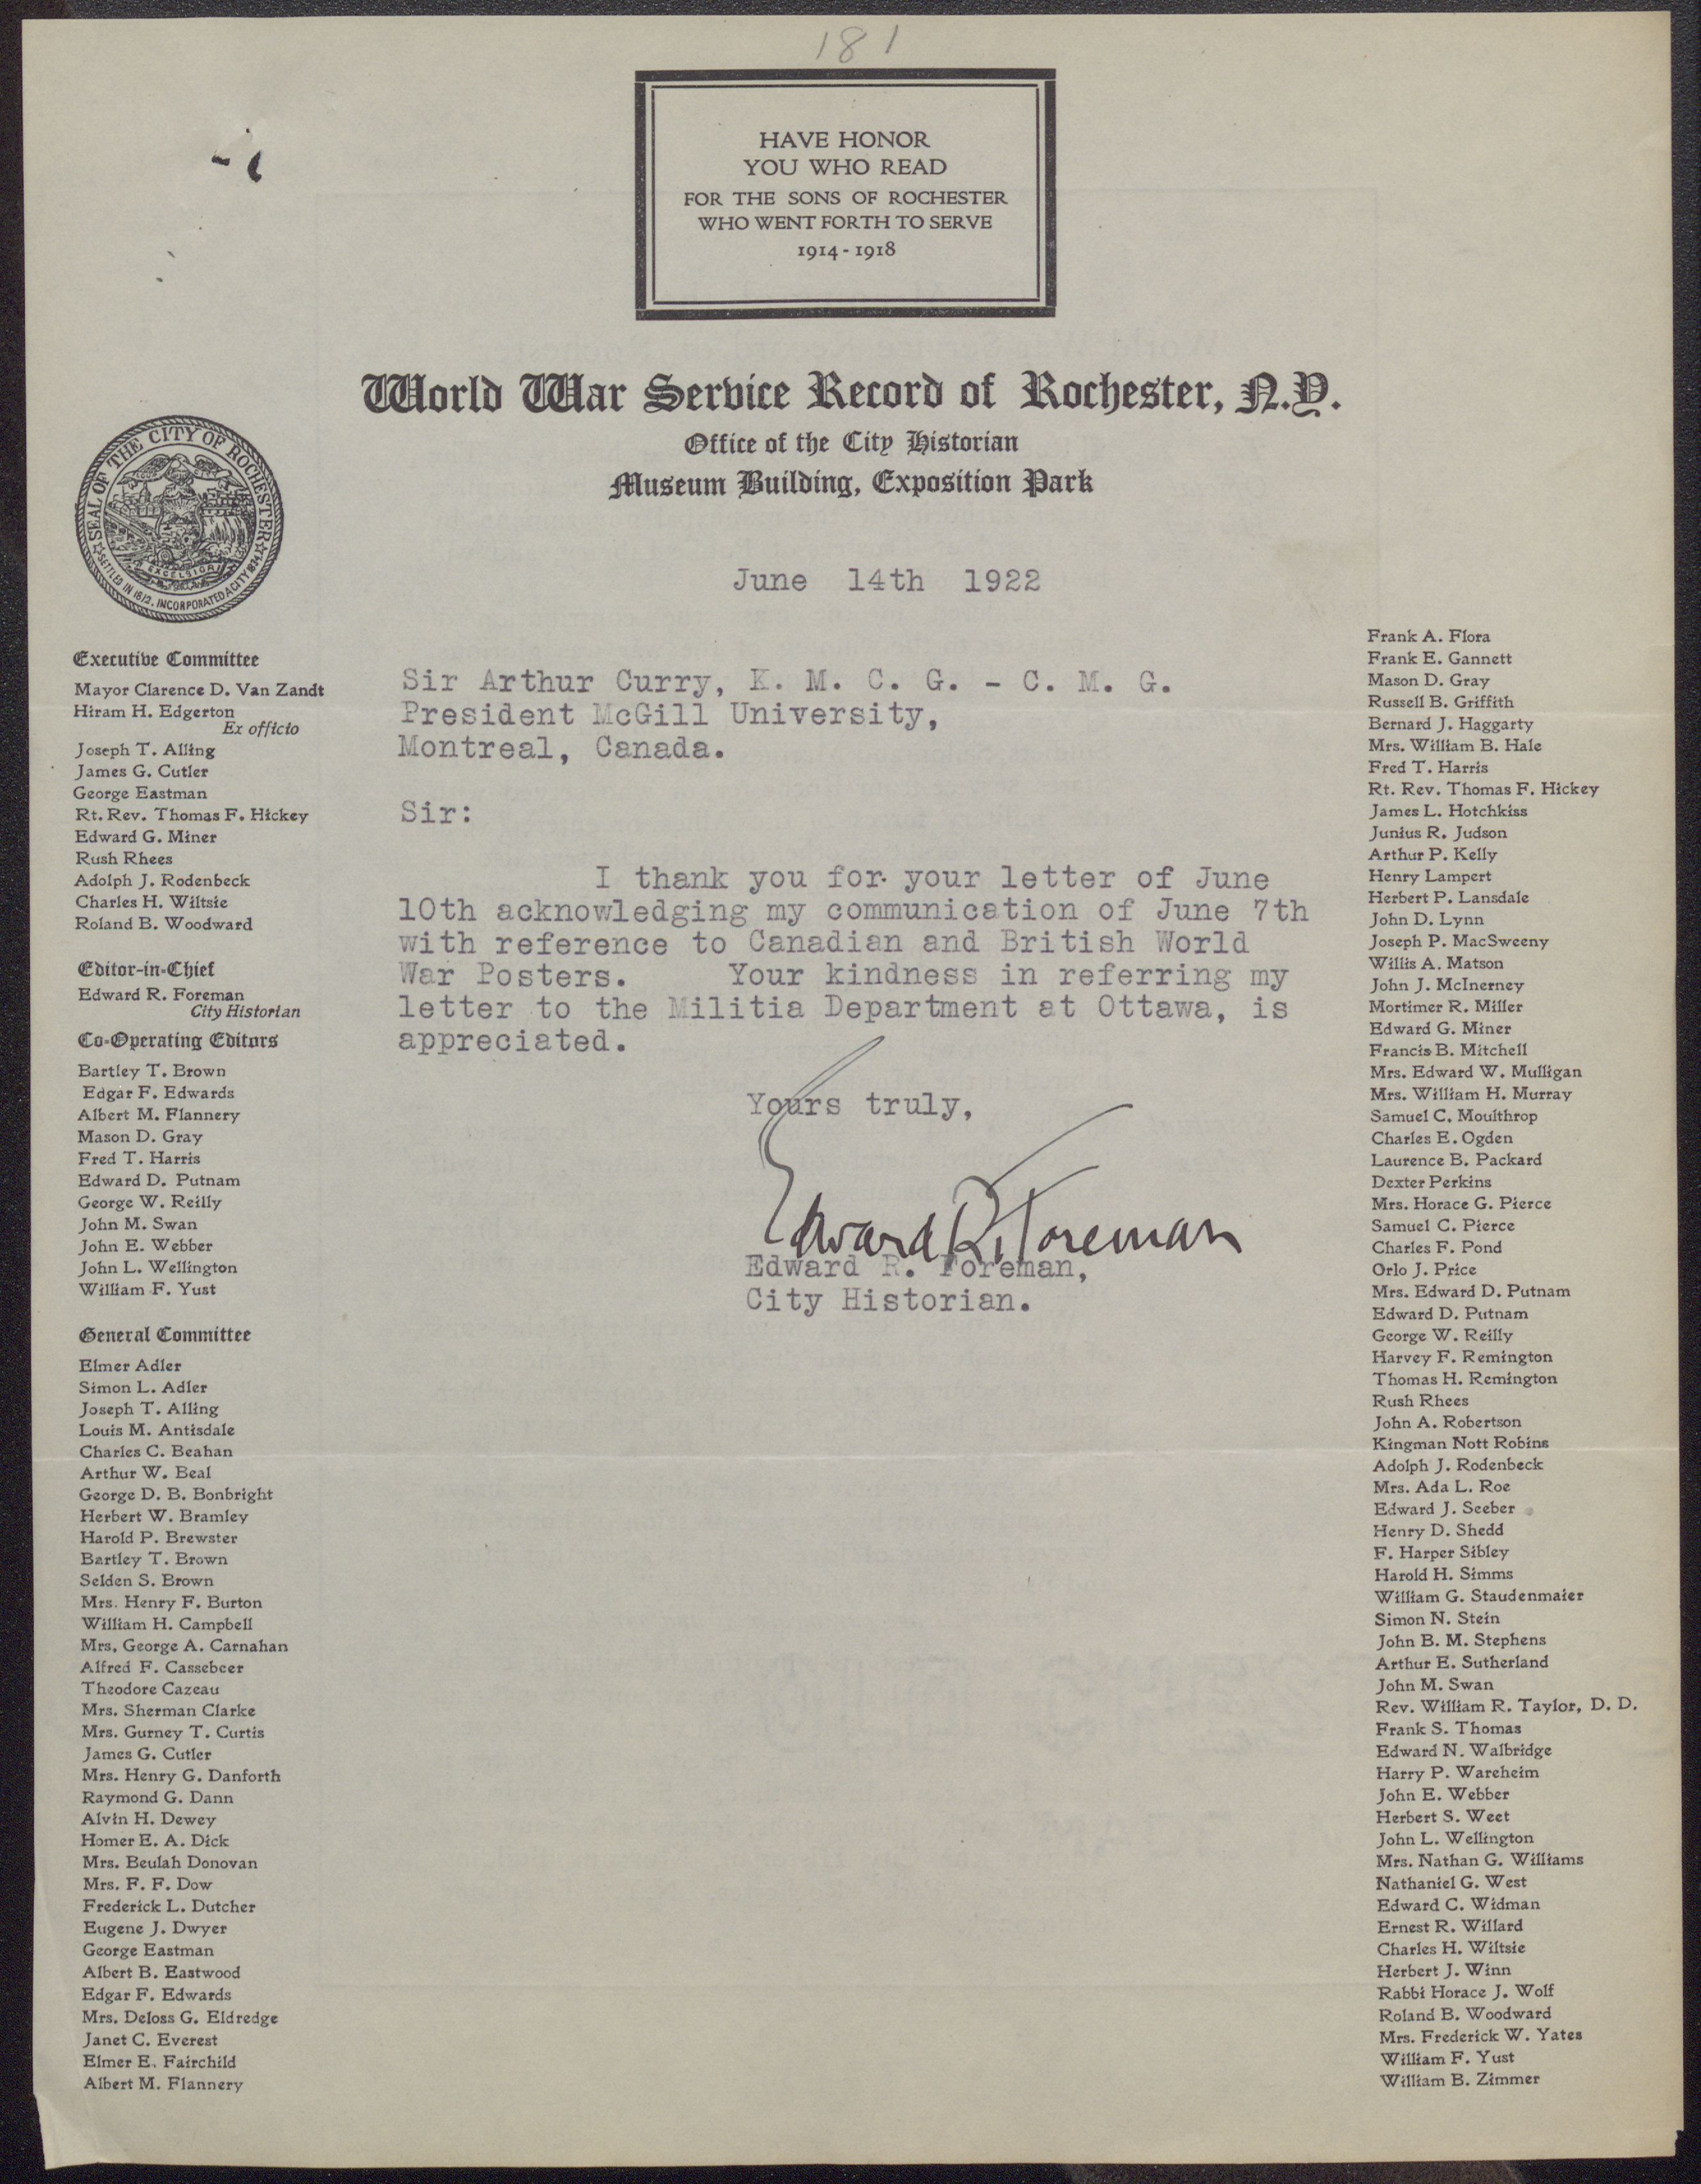 181
HAVE HONOR
YOU WHO READ
FOR THE SONS OF ROCHESTER
WHO WENT FORTH TO SERVE
1914 - 1918
World War Service Record of Rochester, N.Y.
Office of the City Historian
Museum Building, Exposition Park
SEAL OF THE CITY OF ROCHESTER
SETTLED IN 1812. INCORPORATED A CITY 1834
EXCELSIOR
June 14th 1922
Executive Committee
Mayor Clarence D. Van Zandt
Hiram H. Edgerton
Ex officio
Joseph T. Alling
James G. Cutler
George Eastman
Rt. Rev. Thomas F. Hickey
Edward G. Miner
Rush Rhees
Adolph J. Rodenbeck
Charles H. Wiltsie
Roland B. Woodward
Editor-in-Chief
Edward R. Foreman
City Historian
Co-Operating Editors
Bartley T. Brown
Edgar F. Edwards
Albert M. Flannery
Mason D. Gray
Fred T. Harris
Edward D. Putnam
George W. Reilly
John M. Swan
John E. Webber
John L. Wellington
William F. Yust
General Committee
Elmer Adler
Simon L. Adler
Joseph T. Alling
Louis M. Antisdale
Charles C. Beahan
Arthur W. Beal
George D. B. Bonbright
Herbert W. Bramley
Harold P. Brewster
Bartley T. Brown
Selden S. Brown
Mrs. Henry F. Burton
William H. Campbell
Mrs. George A. Carnahan
Alfred F. Cassebeer
Theodore Cazeau
Mrs. Sherman Clarke
Mrs. Gurney T. Curtis
James G. Cutler
Mrs. Henry G. Danforth
Raymond G. Dann
Alvin H. Dewey
Homer E. A. Dick
Mrs. Beulah Donovan
Mrs. F. F. Dow
Frederick L. Dutcher
Eugene J. Dwyer
George Eastman
Albert B. Eastwood
Edgar F. Edwards
Mrs. Deloss G. Eldredge
Janet C. Everest
Elmer E. Fairchild
Albert M. Flannery
Sir Arthur Curry, K. M. C. G. - C. M. G.
President McGill University,
Montreal, Canada.
Sir:
I thank you for your letter of June
10th acknowledging my communication of June 7th
with reference to Canadian and British World
War Posters. Your kindness in referring my
letter to the Militia Department at Ottawa, is
appreciated.
Yours truly,
Edward R. Foreman
Edward R. Foreman,
City Historian.
Frank A. Flora
Frank E. Gannett
Mason D. Gray
Russell B. Griffith
Bernard J. Haggarty
Mrs. William B. Hale
Fred T. Harris
Rt. Rev. Thomas F. Hickey
James L. Hotchkiss
Junius R. Judson
Arthur P. Kelly
Henry Lampert
Herbert P. Lansdale
John D. Lynn
Joseph P. MacSweeny
Willis A. Matson
John J. McInerney
Mortimer R. Miller
Edward G. Miner
Francis B. Mitchell
Mrs. Edward W. Mulligan
Mrs. William H. Murray
Samuel C. Moulthrop
Charles E. Ogden
Laurence B. Packard
Dexter Perkins
Mrs. Horace G. Pierce
Samuel C. Pierce
Charles F. Pond
Orlo J. Price
Mrs. Edward D. Putnam
Edward D. Putnam
George W. Reilly
Harvey F. Remington
Thomas H. Remington
Rush Rhees
John A. Robertson
Kingman Nott Robins
Adolph J. Rodenbeck
Mrs. Ada L. Roe
Edward J. Seeber
Henry D. Shedd
F. Harper Sibley
Harold H. Simms
William G. Staudenmaier
Simon N. Stein
John B. M. Stephens
Arthur E. Sutherland
John M. Swan
Rev. William R. Taylor, D. D.
Frank S. Thomas
Edward N. Walbridge
Harry P. Wareheim
John E. Webber
Herbert S. Weet
John L. Wellington
Mrs. Nathan G. Williams
Nathaniel G. West
Edward C. Widman
Ernest R. Willard
Charles H. Wiltsie
Herbert J. Winn
Rabbi Horace J. Wolf
Roland B. Woodward
Mrs. Frederick W. Yates
William F. Yust
William B. Zimmer